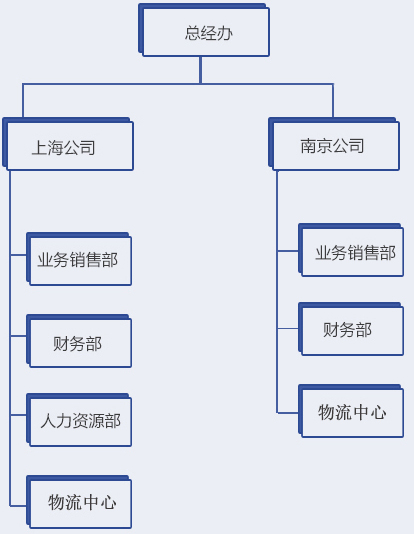 总经办
上海公司
南京公司
业务销售部
业务销售部
财务部
财务部
人力资源部
物流中心
物流中心